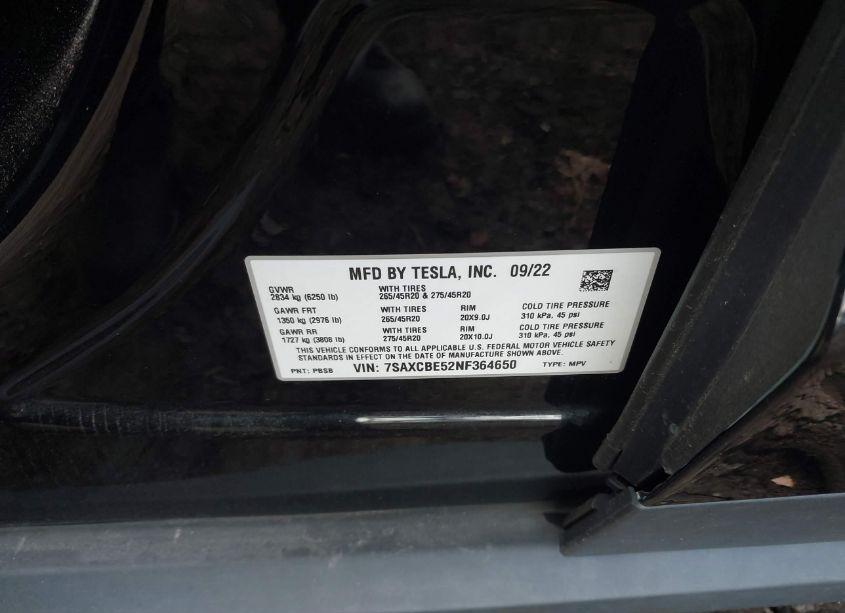 MFD BY TESLA, INC. 09/22
GVWR WITH TIRES
2834 kg (6250 lb) 265/45R20 & 275/45R20
GAWR FRT WITH TIRES RIM COLD TIRE PRESSURE
1350 kg (2976 lb) 265/45R20 20X9.0J 310 kPa, 45 psi
GAWR RR WITH TIRES RIM COLD TIRE PRESSURE
1727 kg (3808 lb) 275/45R20 20X10.0J 310 kPa, 45 psi
THIS VEHICLE CONFORMS TO ALL APPLICABLE U.S. FEDERAL MOTOR VEHICLE SAFETY
STANDARDS IN EFFECT ON THE DATE OF MANUFACTURE SHOWN ABOVE.
PNT: PBSB VIN: 7SAXCBE52NF364650 TYPE: MPV